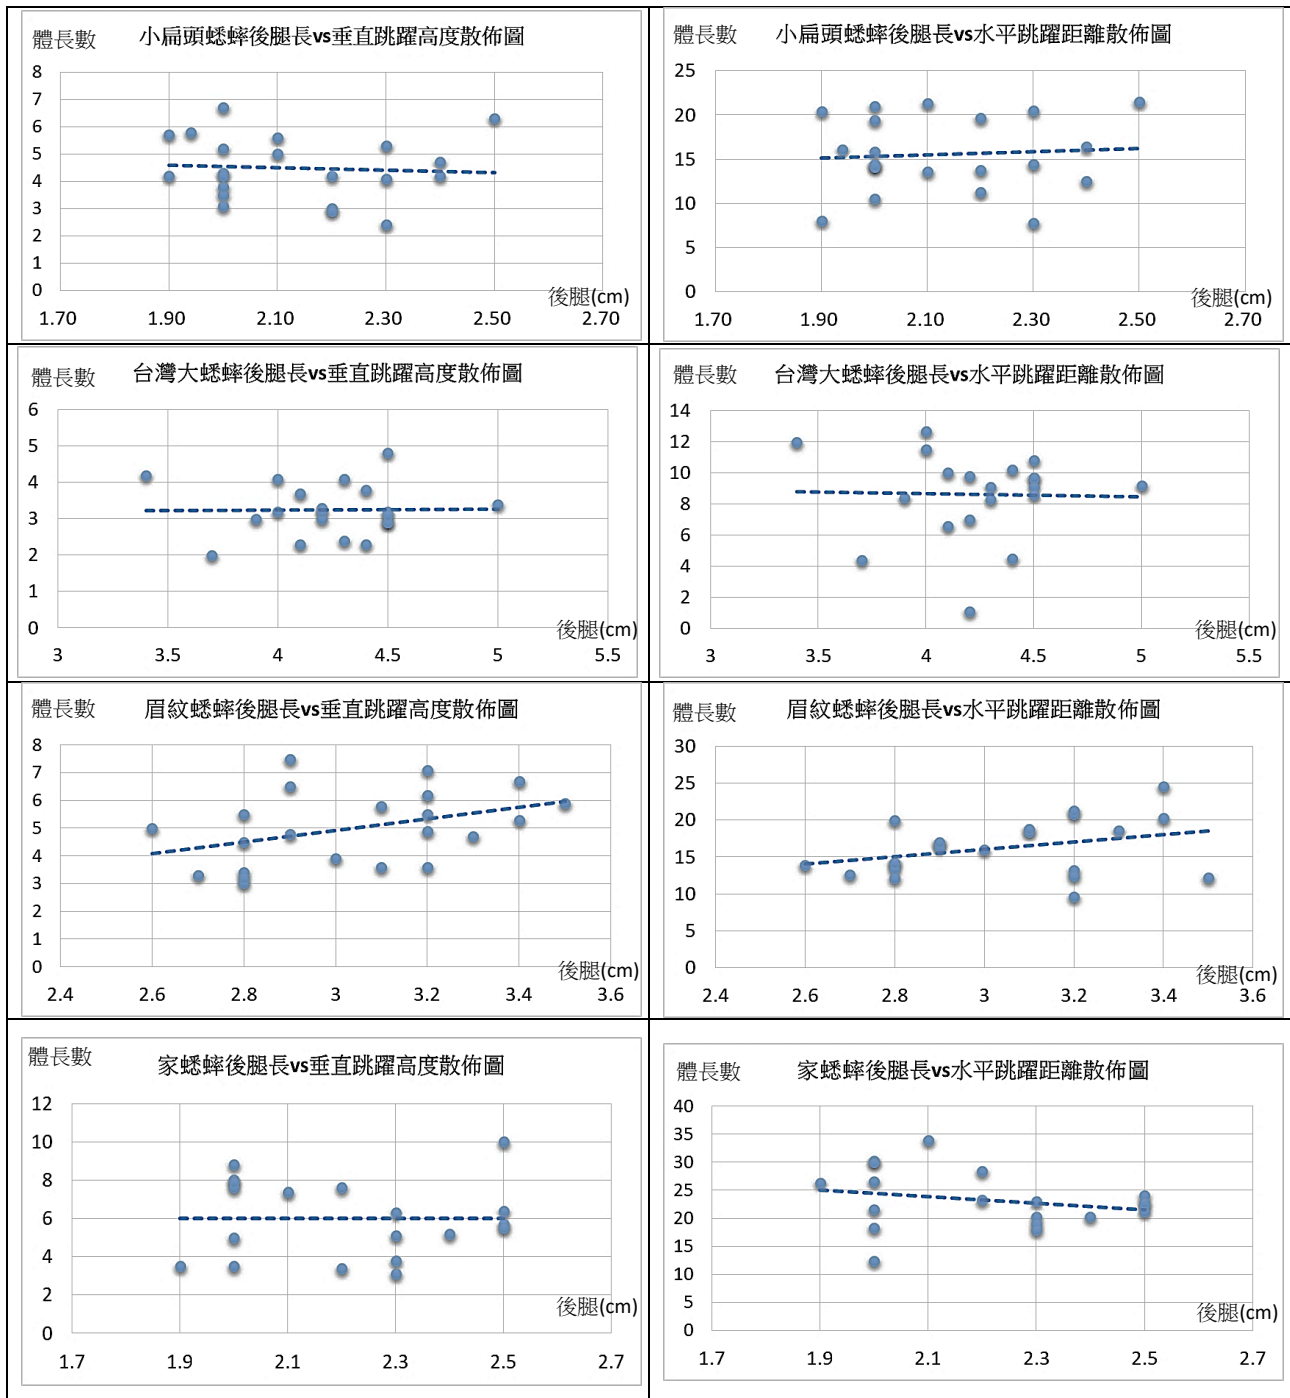 體長數
小扁頭蟋蟀後腿長vs垂直跳躍高度散佈圖
8
7
6
5
4
3
2
1
0
後腿(cm)
1.70 1.90 2.10 2.30 2.50 2.70
體長數
小扁頭蟋蟀後腿長vs水平跳躍距離散佈圖
25
20
15
10
5
0
後腿(cm)
1.70 1.90 2.10 2.30 2.50 2.70
體長數
台灣大蟋蟀後腿長vs垂直跳躍高度散佈圖
6
5
4
3
2
1
0
後腿(cm)
3 3.5 4 4.5 5 5.5
體長數
台灣大蟋蟀後腿長vs水平跳躍距離散佈圖
14
12
10
8
6
4
2
0
後腿(cm)
3 3.5 4 4.5 5 5.5
體長數
眉紋蟋蟀後腿長vs垂直跳躍高度散佈圖
8
7
6
5
4
3
2
1
0
後腿(cm)
2.4 2.6 2.8 3 3.2 3.4 3.6
體長數
眉紋蟋蟀後腿長vs水平跳躍距離散佈圖
30
25
20
15
10
5
0
後腿(cm)
2.4 2.6 2.8 3 3.2 3.4 3.6
體長數
家蟋蟀後腿長vs垂直跳躍高度散佈圖
12
10
8
6
4
2
0
後腿(cm)
1.7 1.9 2.1 2.3 2.5 2.7
體長數
家蟋蟀後腿長vs水平跳躍距離散佈圖
40
35
30
25
20
15
10
5
0
後腿(cm)
1.7 1.9 2.1 2.3 2.5 2.7